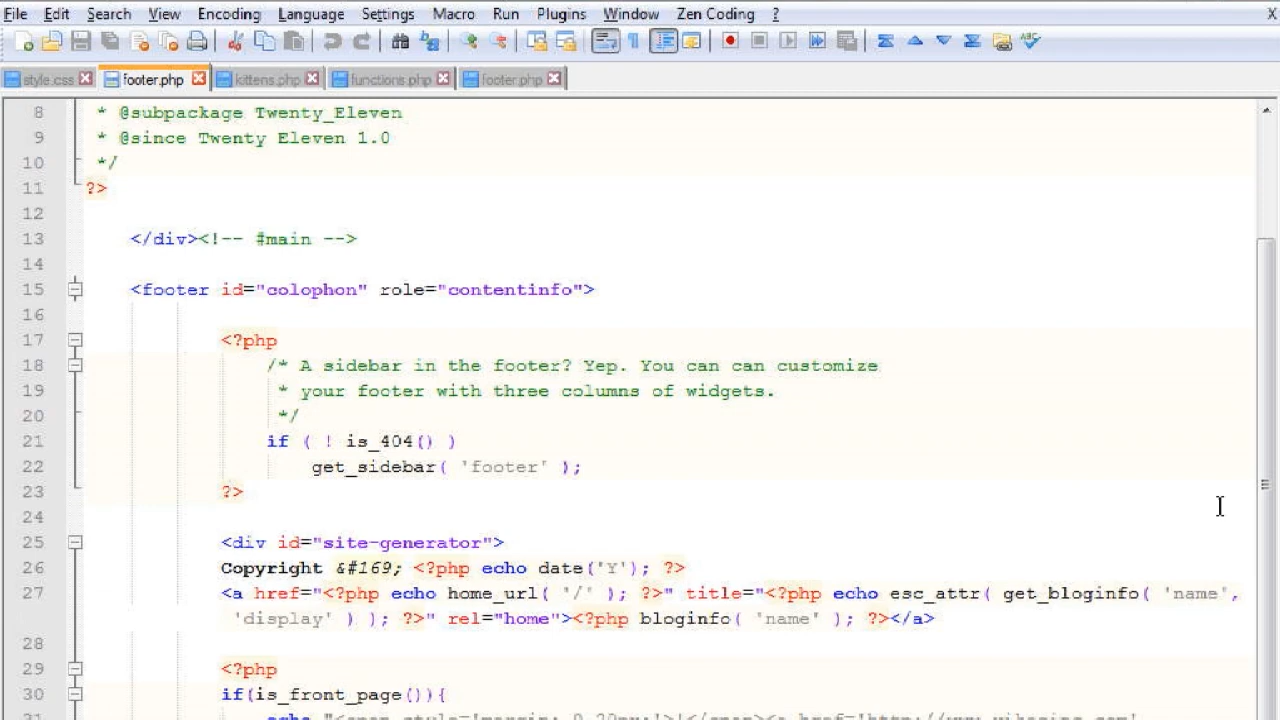 File Edit Search View Encoding Language Settings Macro Run Plugins Window Zen Coding ? X
style.css footer.php kittens.php functions.php footer.php
8 * @subpackage Twenty_Eleven
9 * @since Twenty Eleven 1.0
10 */
11 ?>
12
13 </div><!-- #main -->
14
15 <footer id="colophon" role="contentinfo">
16
17 <?php
18 /* A sidebar in the footer? Yep. You can can customize
19 * your footer with three columns of widgets.
20 */
21 if ( ! is_404() )
22 get_sidebar( 'footer' );
23 ?>
24
25 <div id="site-generator">
26 Copyright &#169; <?php echo date('Y'); ?>
27 <a href="<?php echo home_url( '/' ); ?>" title="<?php echo esc_attr( get_bloginfo( 'name',
'display' ) ); ?>" rel="home"><?php bloginfo( 'name' ); ?></a>
28
29 <?php
30 if(is_front_page()){